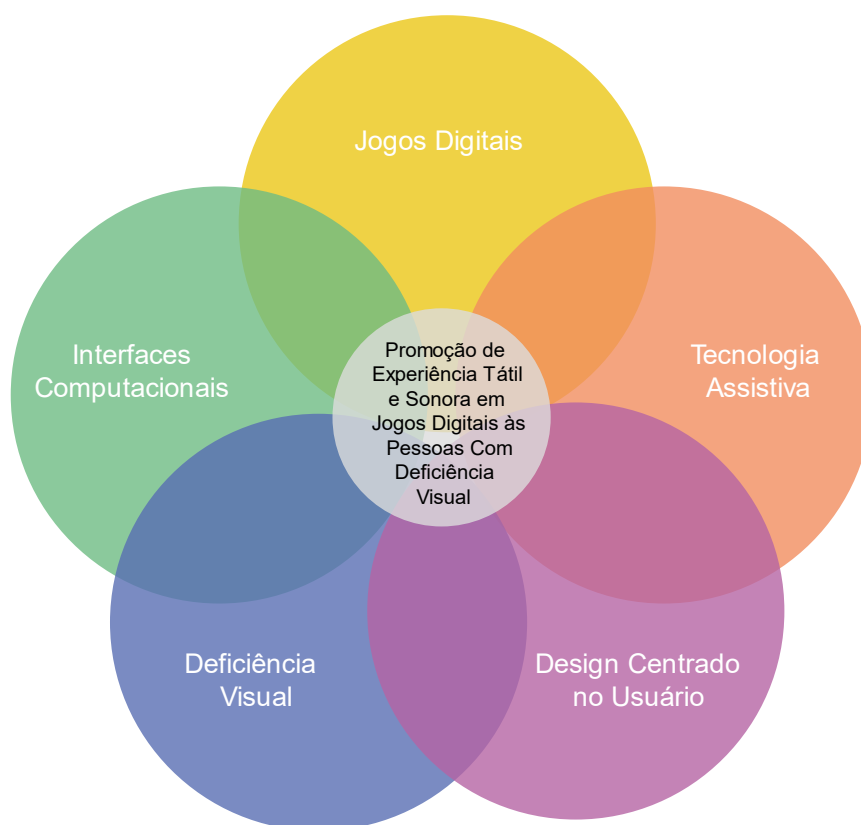 Jogos Digitais
Interfaces
Computacionais
Promoção de
Experiência Tátil
e Sonora em
Jogos Digitais às
Pessoas Com
Deficiência
Visual
Tecnologia
Assistiva
Deficiência
Visual
Design Centrado
no Usuário